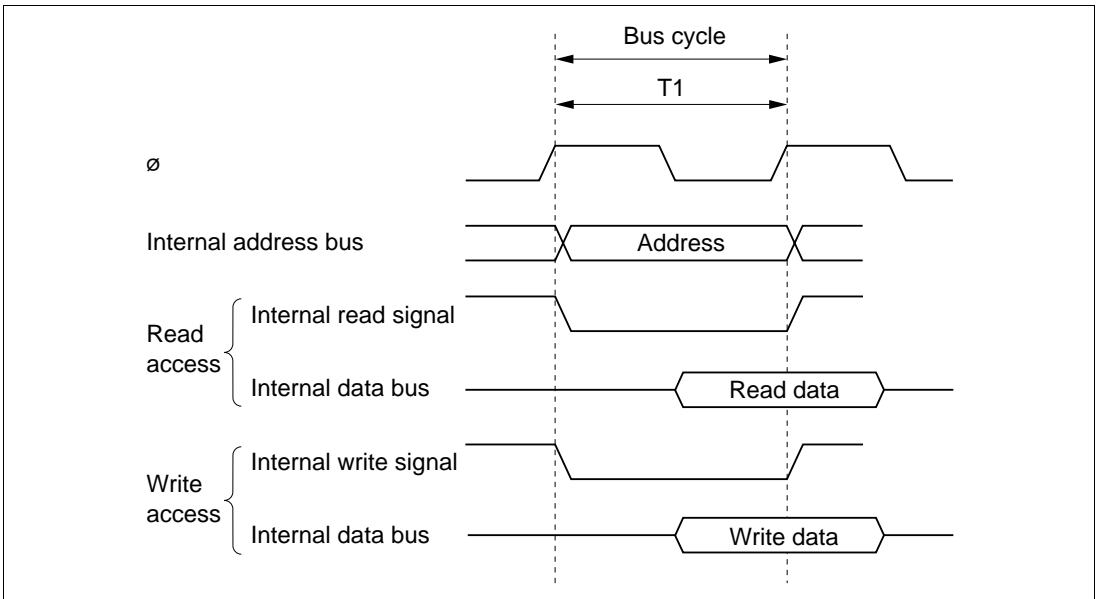 Bus cycle
T1
ø
Internal address bus
Address
Read
access
Internal read signal
Internal data bus
Read data
Write
access
Internal write signal
Internal data bus
Write data